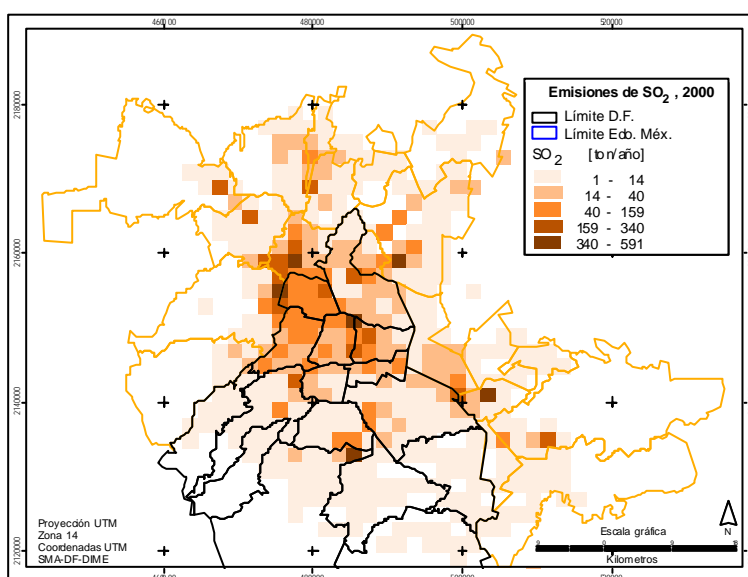 460000 480000 500000 520000
2180000
2160000
2140000
2120000
Emisiones de SO2 , 2000
Límite D.F.
Límite Edo. Méx.
SO2 [ton/año]
1 - 14
14 - 40
40 - 159
159 - 340
340 - 591
Proyección UTM
Zona 14
Coordenadas UTM
SMA-DF-DIME
N
Escala gráfica
Kilometros